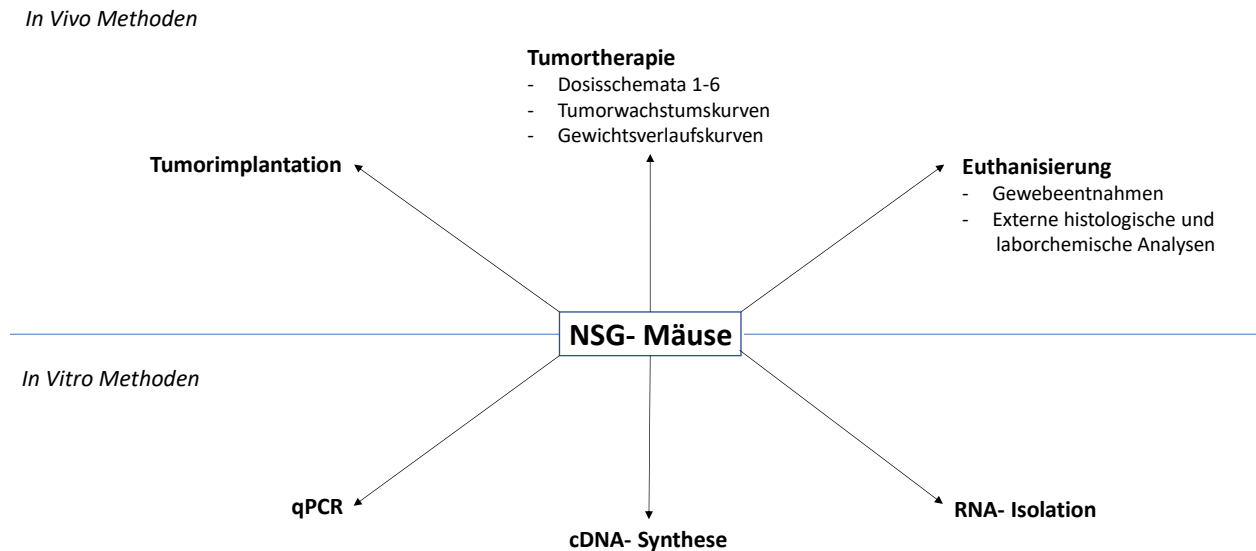 In Vivo Methoden
Tumortherapie
- Dosisschemata 1-6
- Tumorwachstumskurven
- Gewichtsverlaufskurven
Tumorimplantation
Euthanisierung
- Gewebeentnahmen
- Externe histologische und
laborchemische Analysen
NSG- Mäuse
In Vitro Methoden
qPCR
cDNA- Synthese
RNA- Isolation